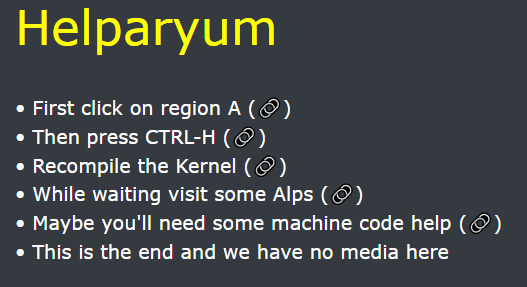 Helparyum
• First click on region A (🔗)
• Then press CTRL-H (🔗)
• Recompile the Kernel (🔗)
• While waiting visit some Alps (🔗)
• Maybe you'll need some machine code help (🔗)
• This is the end and we have no media here